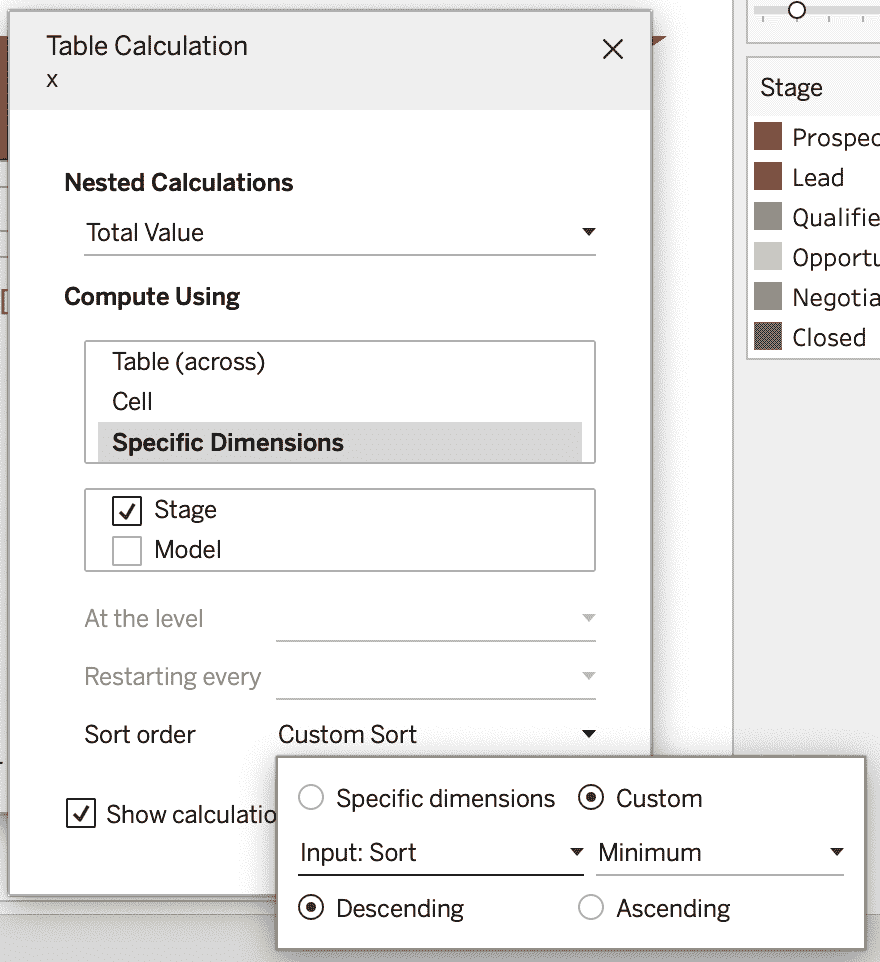 Table Calculation
x
Nested Calculations
Total Value
Compute Using
Table (across)
Cell
Specific Dimensions
Stage
Model
At the level
Restarting every
Sort order Custom Sort
Show calculatio
Specific dimensions Custom
Input: Sort Minimum
Descending Ascending
Stage
Prospec
Lead
Qualifie
Opportu
Negotia
Closed